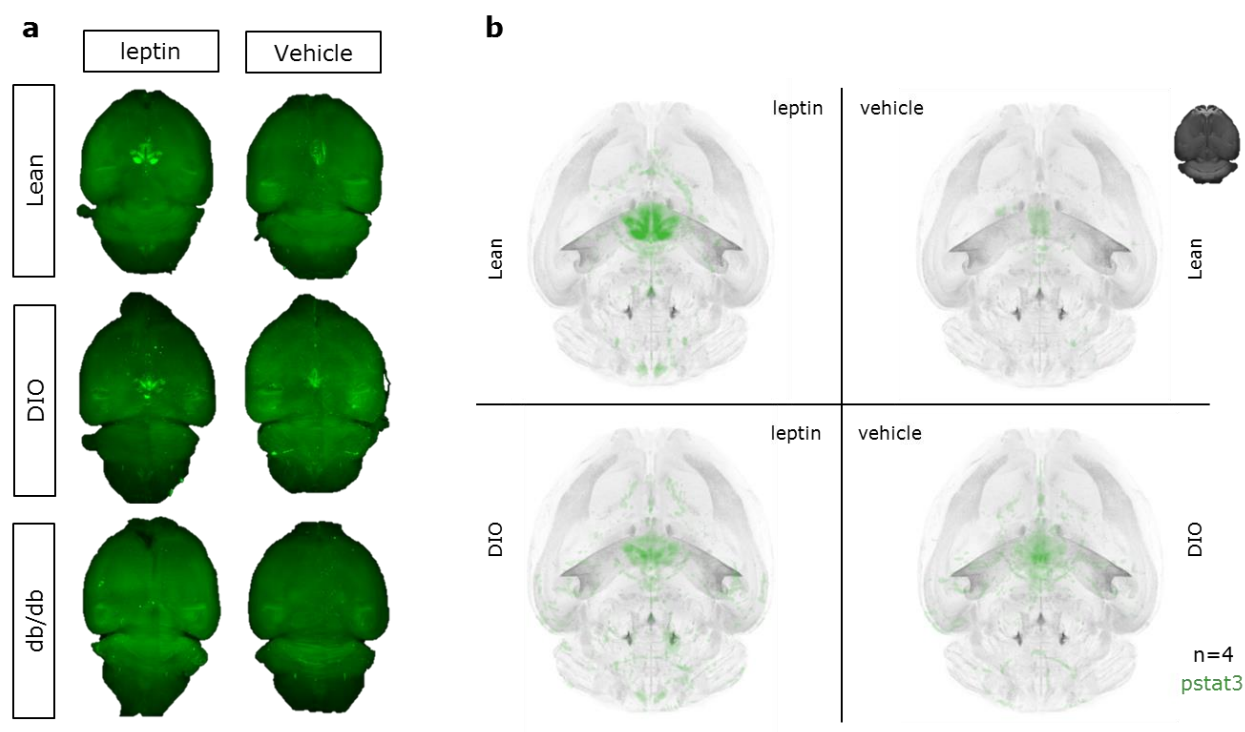 a
leptin
Vehicle
Lean
DIO
db/db
b
leptin
vehicle
Lean
Lean
leptin
vehicle
DIO
DIO
n=4
pstat3